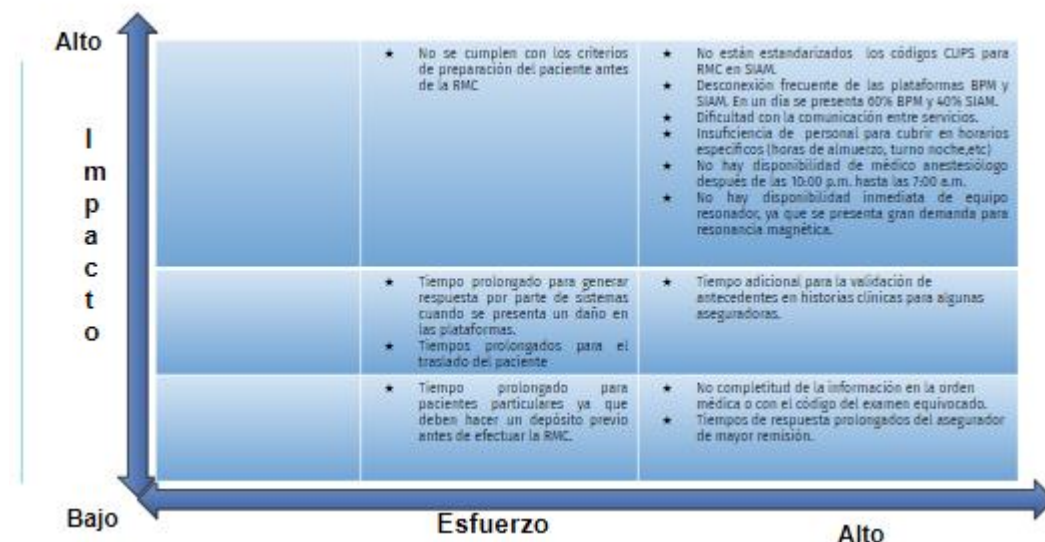 Alto
Impacto
★ No se cumplen con los criterios
de preparación del paciente antes
de la RMC
★ No están estandarizados los códigos CUPS para
RMC en SIAM.
★ Desconexión frecuente de las plataformas BPM y
SIAM. En un día se presenta 60% BPM y 40% SIAM.
★ Dificultad con la comunicación entre servicios.
★ Insuficiencia de personal para cubrir en horarios
específicos (horas de almuerzo, turno noche,etc)
★ No hay disponibilidad de médico anestesiólogo
después de las 10:00 p.m. hasta las 7:00 a.m.
★ No hay disponibilidad inmediata de equipo
resonador, ya que se presenta gran demanda para
resonancia magnética.
★ Tiempo prolongado para generar
respuesta por parte de sistemas
cuando se presenta un daño en
las plataformas.
★ Tiempos prolongados para el
traslado del paciente
★ Tiempo adicional para la validación de
antecedentes en historias clínicas para algunas
aseguradoras.
★ Tiempo prolongado para
pacientes particulares ya que
deben hacer un depósito previo
antes de efectuar la RMC.
★ No completitud de la información en la orden
médica o con el código del examen equivocado.
★ Tiempos de respuesta prolongados del asegurador
de mayor remisión.
Bajo
Esfuerzo
Alto